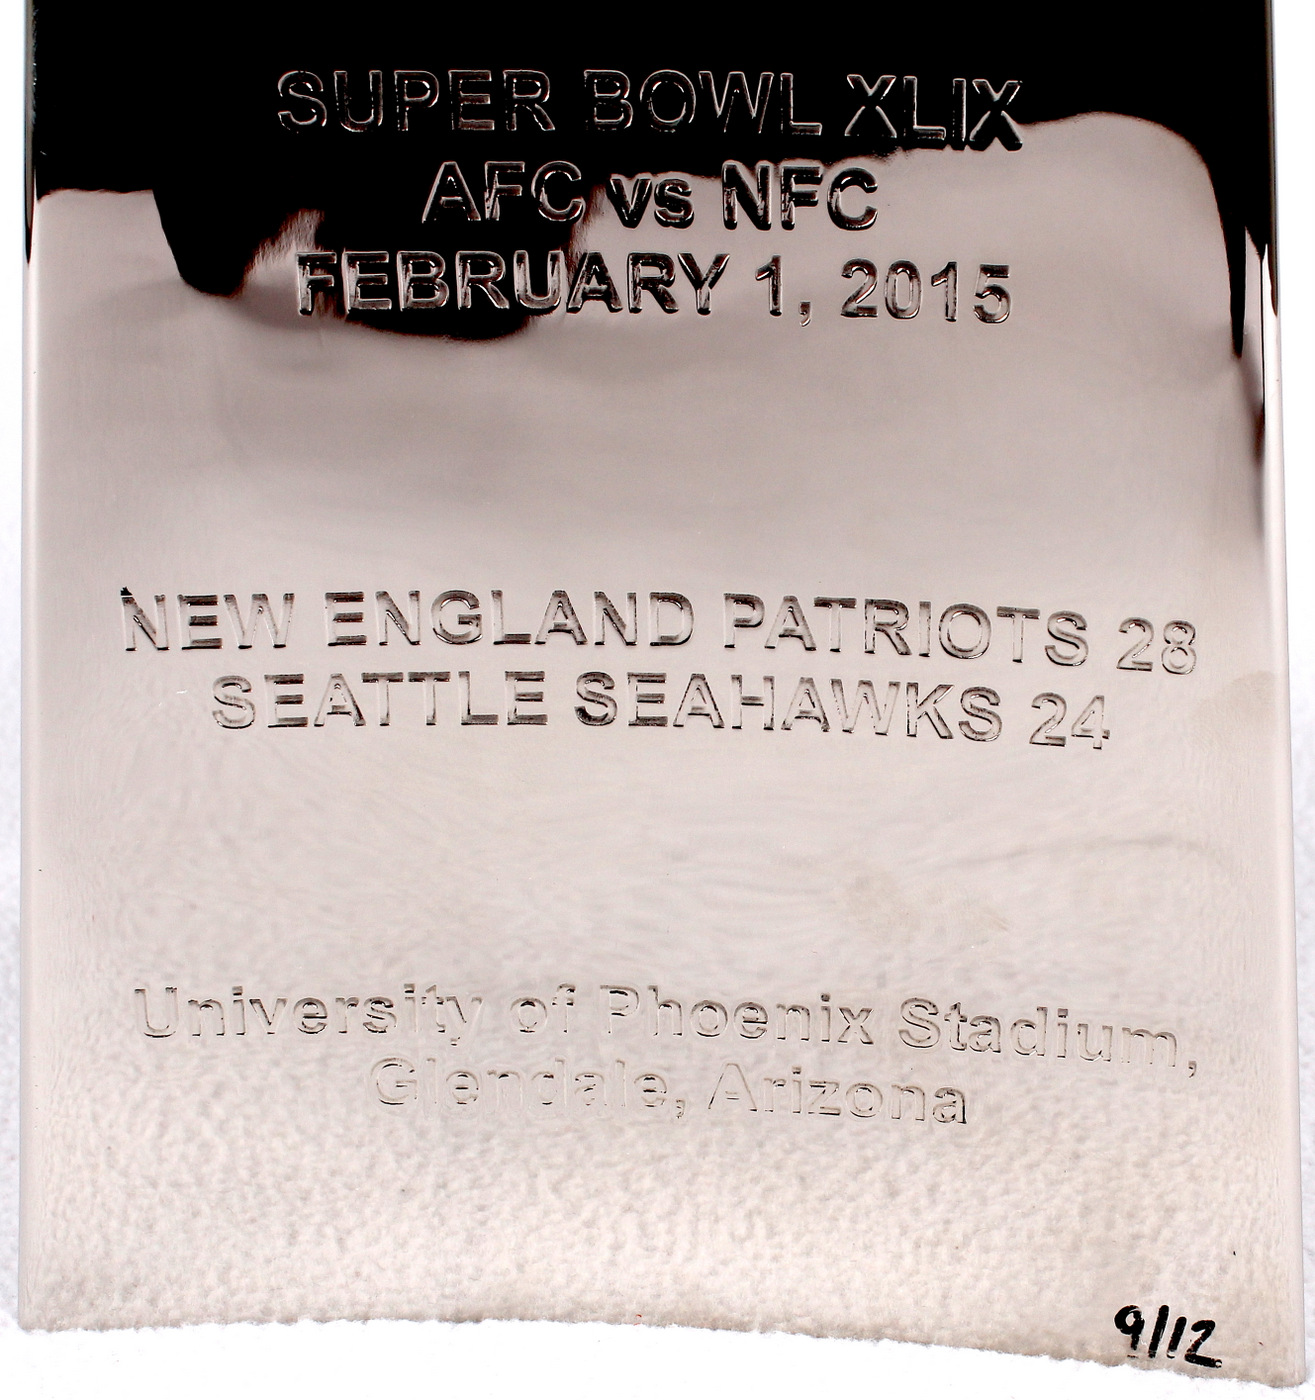 SUPER BOWL XLIX
AFC vs NFC
FEBRUARY 1, 2015
NEW ENGLAND PATRIOTS 28
SEATTLE SEAHAWKS 24
University of Phoenix Stadium,
Glendale, Arizona
9/12